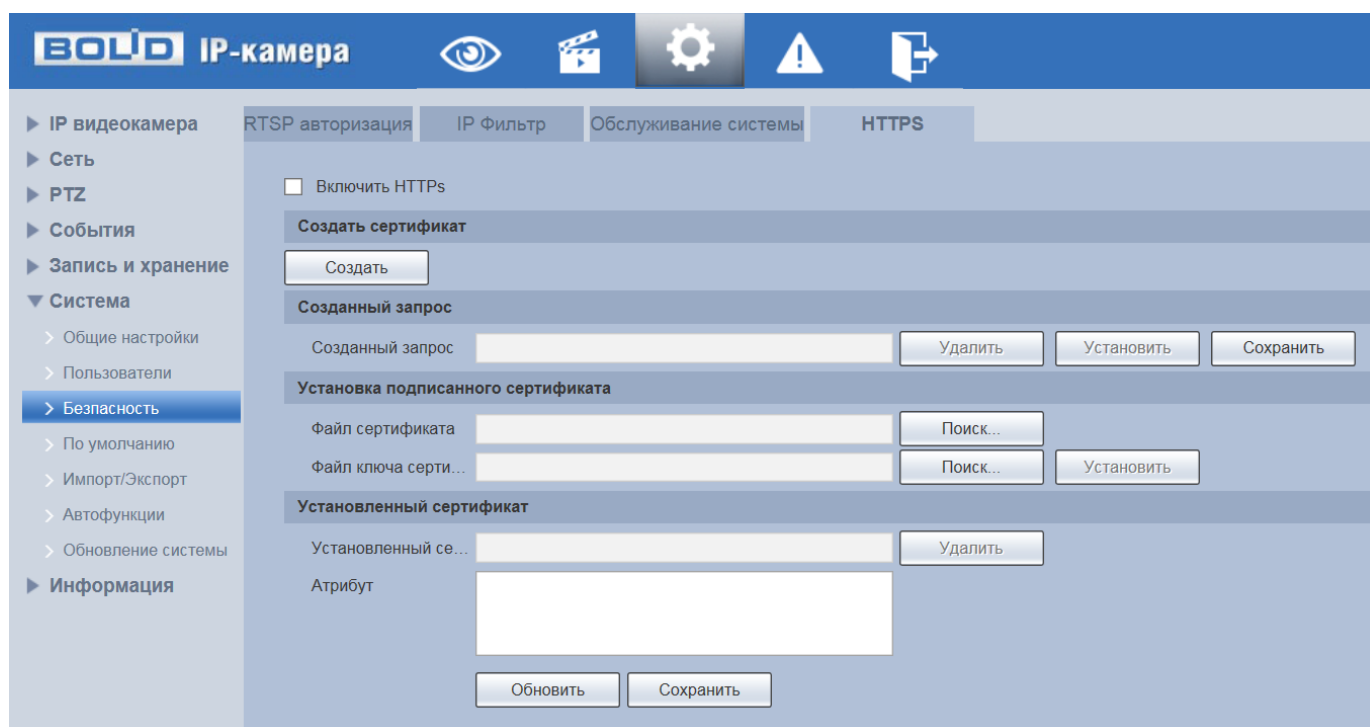 BOLID IP-камера
IP видеокамера
Сеть
PTZ
События
Запись и хранение
Система
Общие настройки
Пользователи
Безпасность
По умолчанию
Импорт/Экспорт
Автофункции
Обновление системы
Информация
RTSP авторизация IP Фильтр Обслуживание системы HTTPS
Включить HTTPs
Создать сертификат
Создать
Созданный запрос
Созданный запрос Удалить Установить Сохранить
Установка подписанного сертификата
Файл сертификата Поиск...
Файл ключа серти... Поиск... Установить
Установленный сертификат
Установленный се... Удалить
Атрибут
Обновить Сохранить